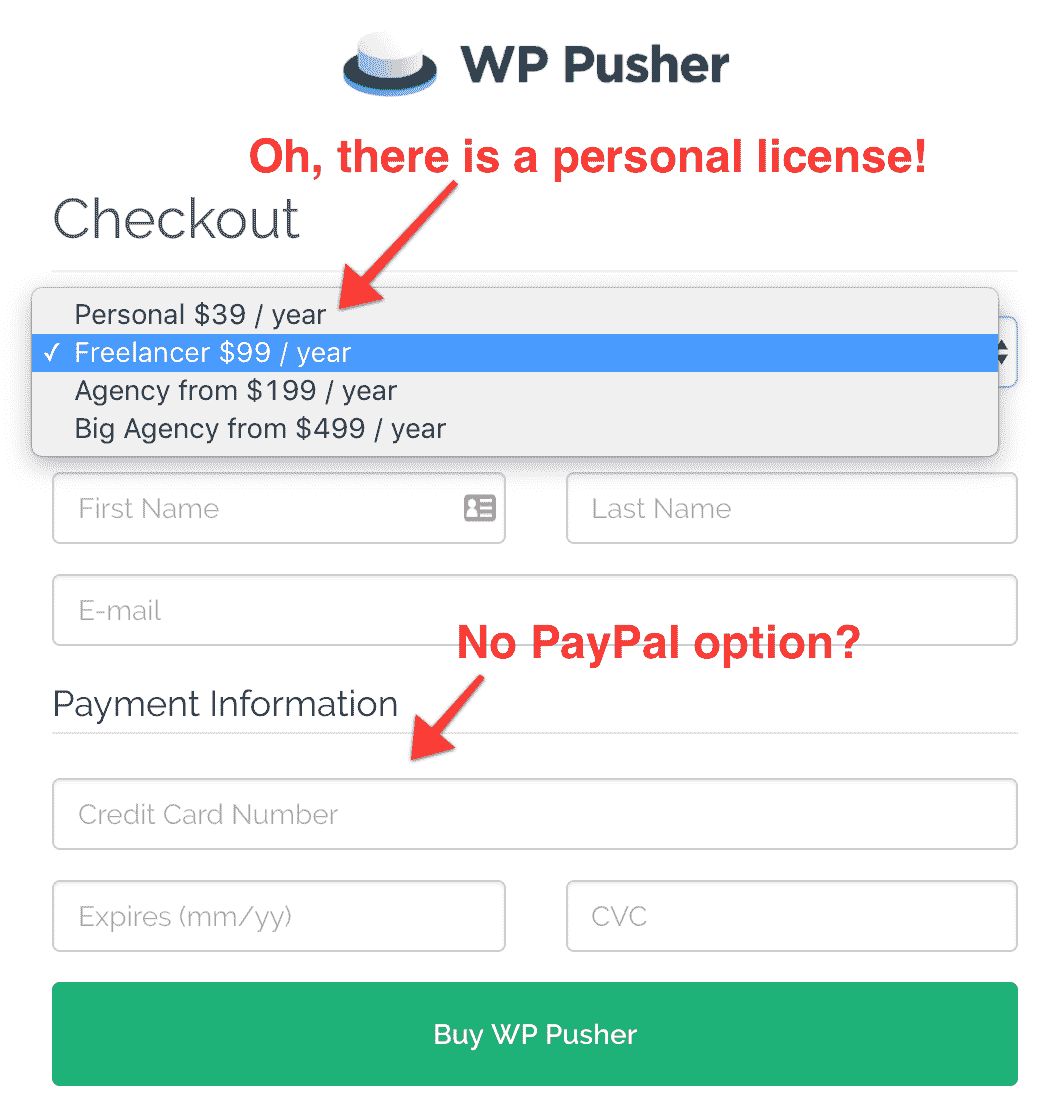 WP Pusher
Oh, there is a personal license!
Checkout
Personal $39 / year
✓ Freelancer $99 / year
Agency from $199 / year
Big Agency from $499 / year
First Name
Last Name
E-mail
No PayPal option?
Payment Information
Credit Card Number
Expires (mm/yy)
CVC
Buy WP Pusher